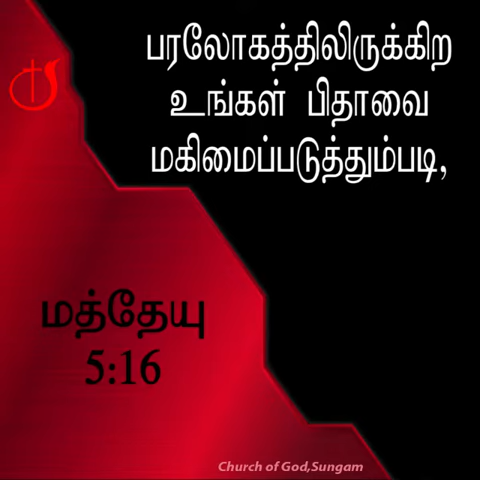 பரலோகத்திலிருக்கிற
உங்கள் பிதாவை
மகிமைப்படுத்தும்படி,
மத்தேயு
5:16
Church of God,Sungam